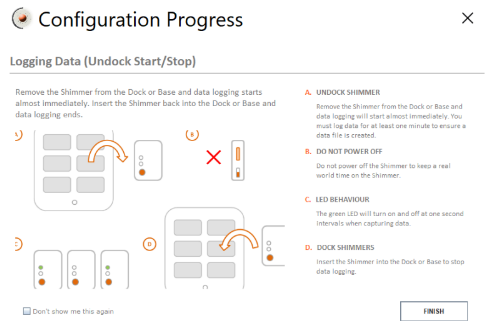 Configuration Progress
Logging Data (Undock Start/Stop)
Remove the Shimmer from the Dock or Base and data logging starts
almost immediately. Insert the Shimmer back into the Dock or Base and
data logging ends.
A
B
C
D
A. UNDOCK SHIMMER
Remove the Shimmer from the Dock or Base and
data logging will start almost immediately. You
must log data for at least one minute to ensure a
data file is created.
B. DO NOT POWER OFF
Do not power off the Shimmer to keep a real
world time on the Shimmer.
C. LED BEHAVIOUR
The green LED will turn on and off at one second
intervals when capturing data.
D. DOCK SHIMMERS
Insert the Shimmer into the Dock or Base to stop
data logging.
Don't show me this again
FINISH